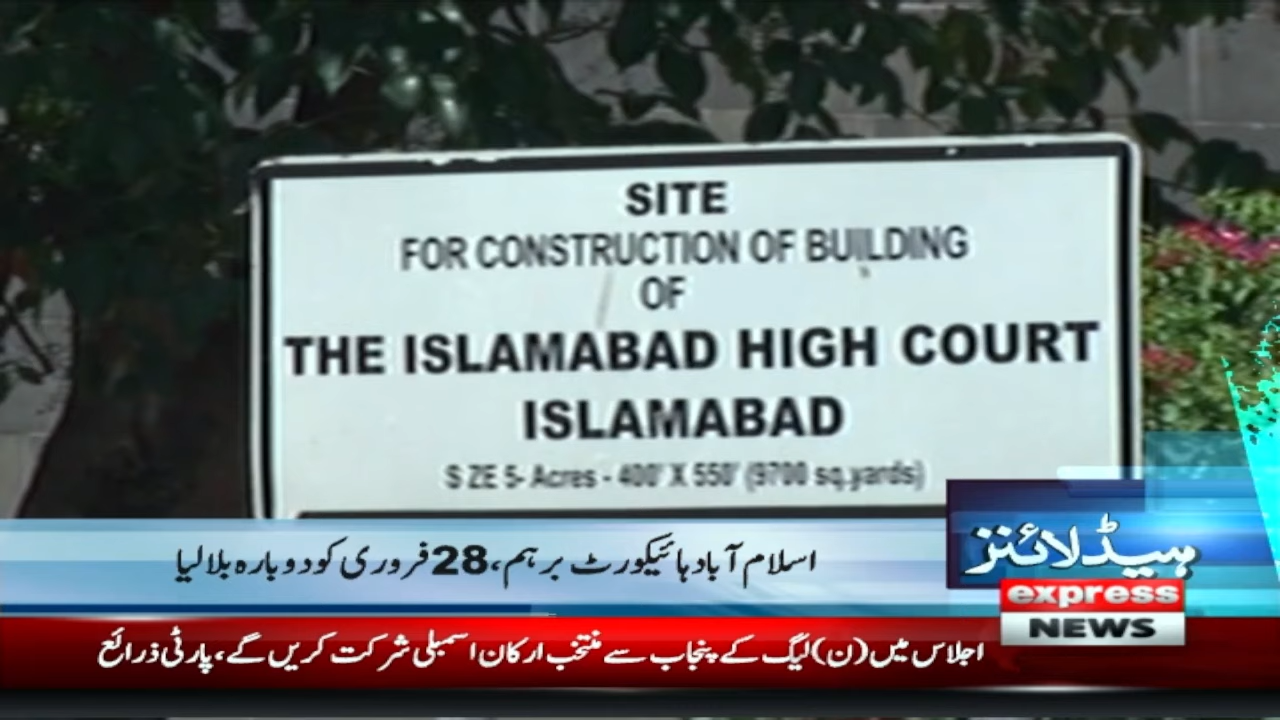 SITE
FOR CONSTRUCTION OF BUILDING
OF
THE ISLAMABAD HIGH COURT
ISLAMABAD
S ZE 5- Acres - 400' X 550' (9700 sq.yards)
ہیڈلائنز
اسلام آباد ہائیکورٹ برہم، 28 فروری کو دوبارہ بلالیا
express
NEWS
اجلاس میں (ن) لیگ کے پنجاب سے منتخب ارکان اسمبلی شرکت کریں گے، پارٹی ذرائع